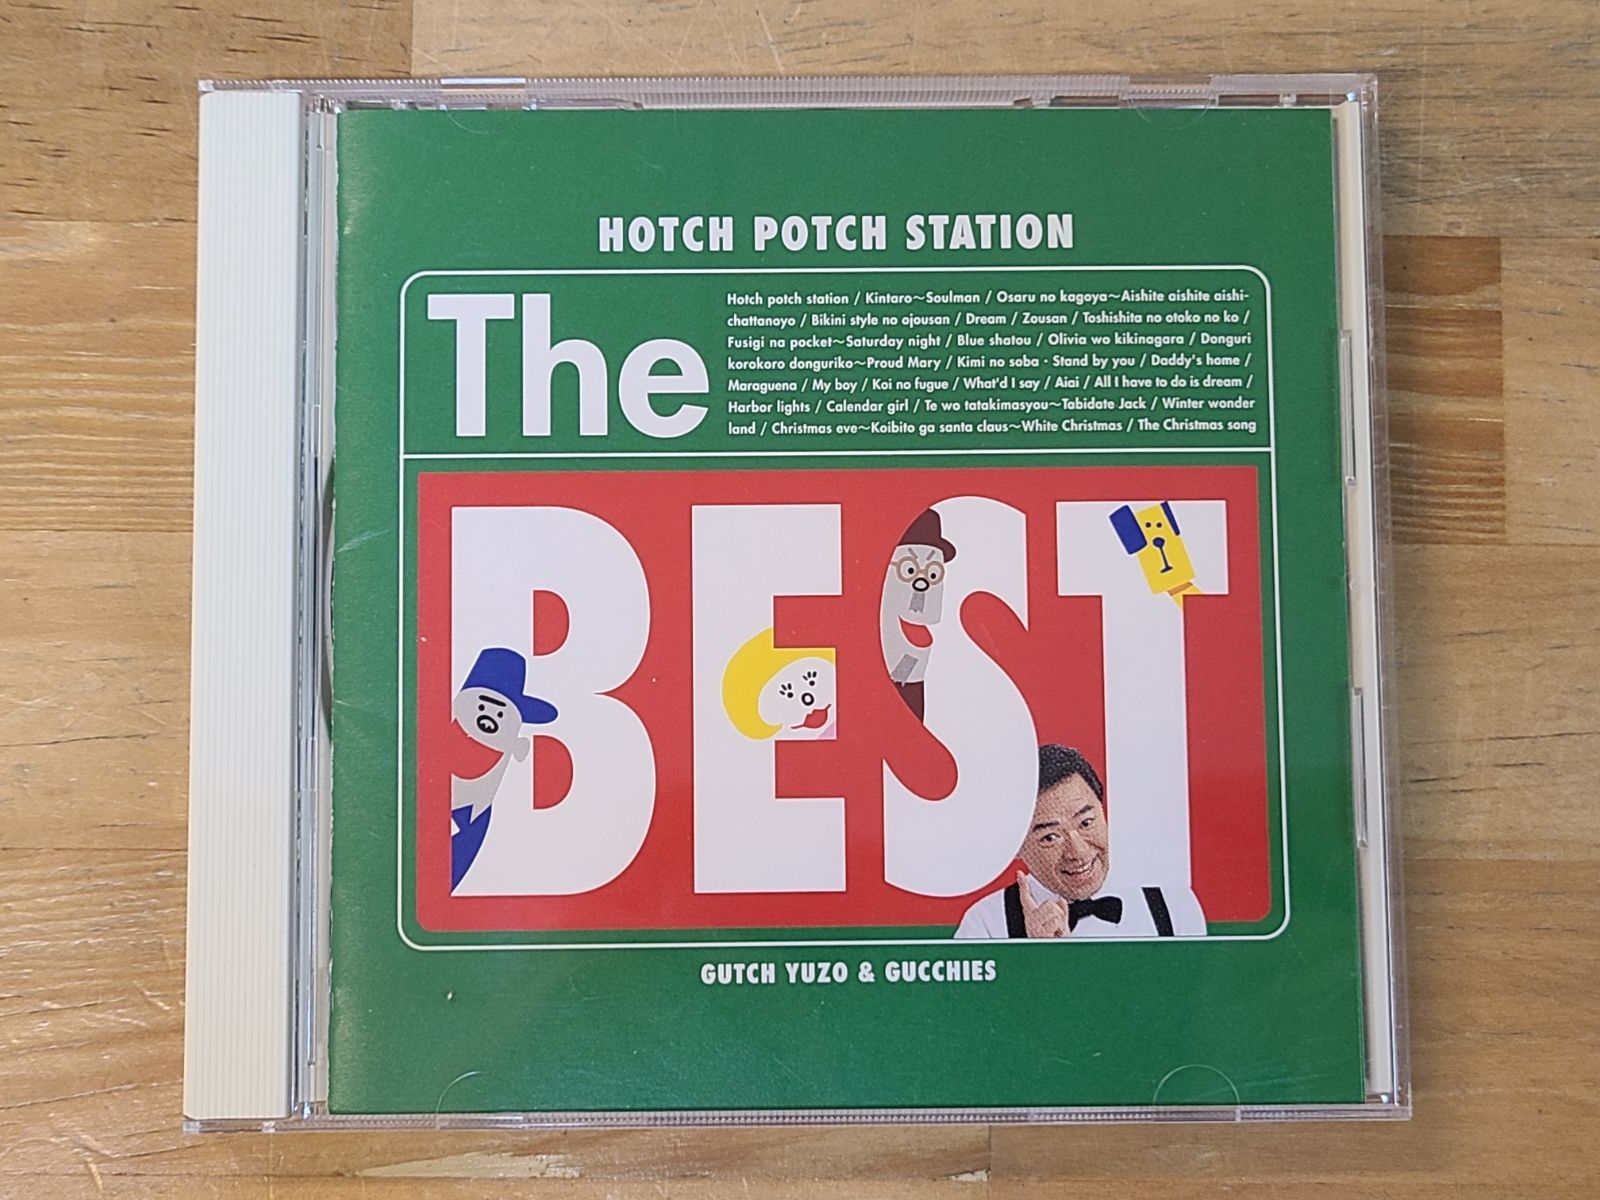 HOTCH POTCH STATION
The
Hotch potch station / Kintaro~Soulman / Osaru no kagoya~Aishite aishite aishi-
chattanoyo / Bikini style no ojousan / Dream / Zousan / Toshishita no otoko no ko /
Fusigi na pocket~Saturday night / Blue shatou / Olivia wo kikinagara / Donguri
korokoro donguriko~Proud Mary / Kimi no soba · Stand by you / Daddy's home /
Maraguena / My boy / Koi no fugue / What'd I say / Aiai / All I have to do is dream /
Harbor lights / Calendar girl / Te wo tatakimasyou~Tabidate Jack / Winter wonder
land / Christmas eve~Koibito ga santa claus~White Christmas / The Christmas song
BEST
GUTCH YUZO & GUCCHIES